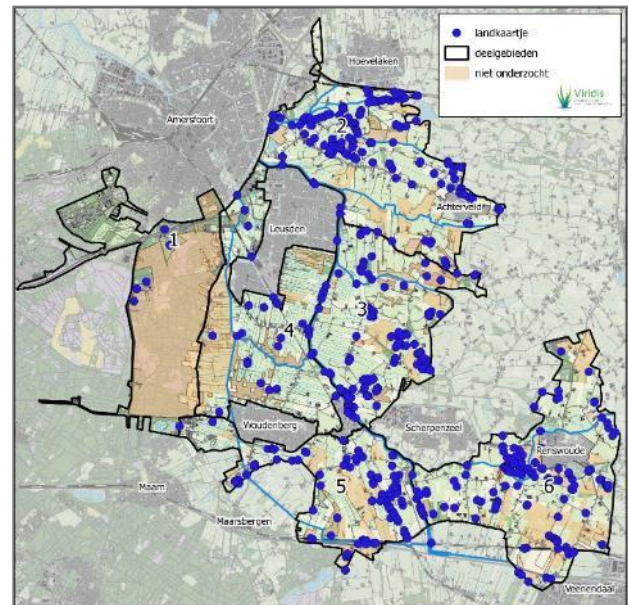 landkaartje
deelgebieden
niet onderzocht
Viridis
Hoevelaken
Amersfoort
2
Achterveld
1
Leusden
3
4
Woudenberg
Scherpenzeel
Renswoude
Maarn
5
6
Maarsbergen
Veenendaal